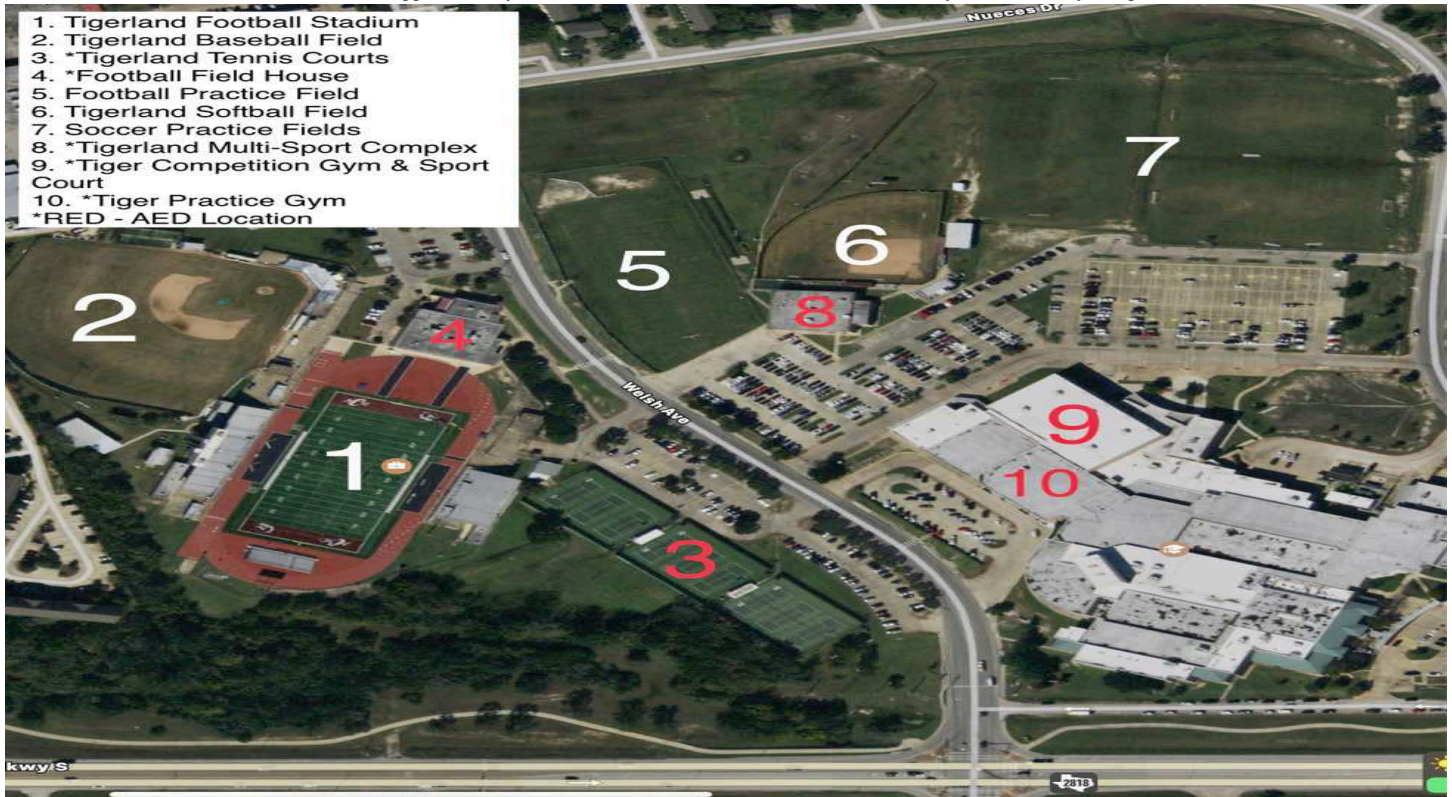 1. Tigerland Football Stadium
2. Tigerland Baseball Field
3. *Tigerland Tennis Courts
4. *Football Field House
5. Football Practice Field
6. Tigerland Softball Field
7. Soccer Practice Fields
8. *Tigerland Multi-Sport Complex
9. *Tiger Competition Gym & Sport
Court
10. *Tiger Practice Gym
*RED - AED Location
Nueces Dr
7
6
5
2
4
8
Welsh Ave
9
1
10
3
kwy S
2818